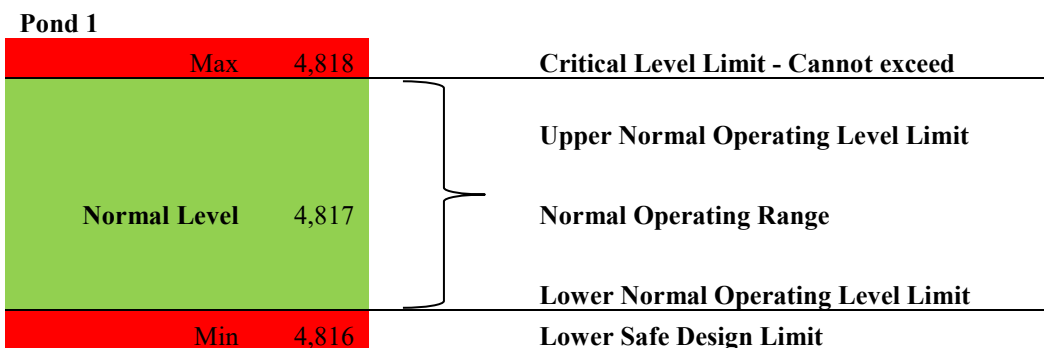 Pond 1
Max 4,818 Critical Level Limit - Cannot exceed
Upper Normal Operating Level Limit
Normal Level 4,817 Normal Operating Range
Lower Normal Operating Level Limit
Min 4,816 Lower Safe Design Limit